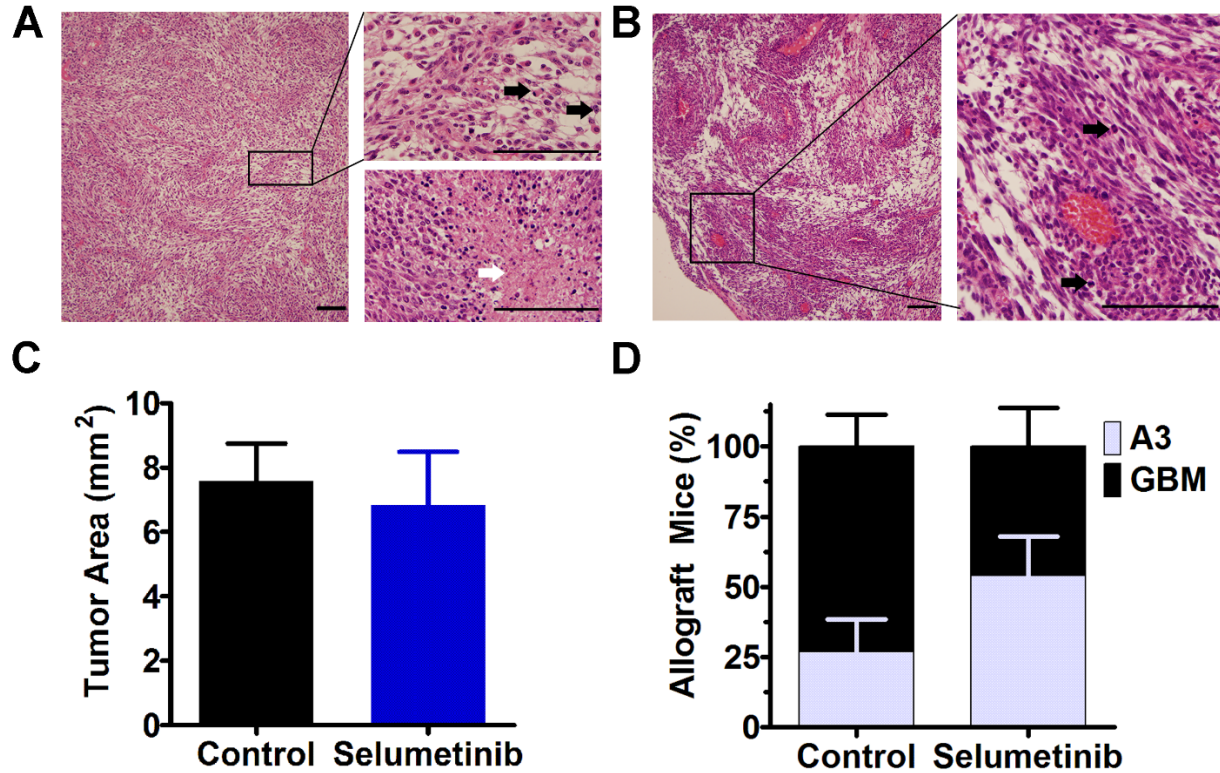 A
B
C
Tumor Area (mm²)
10
8
6
4
2
0
Control
Selumetinib
D
Allograft Mice (%)
100
75
50
25
0
Control
Selumetinib
A3
GBM